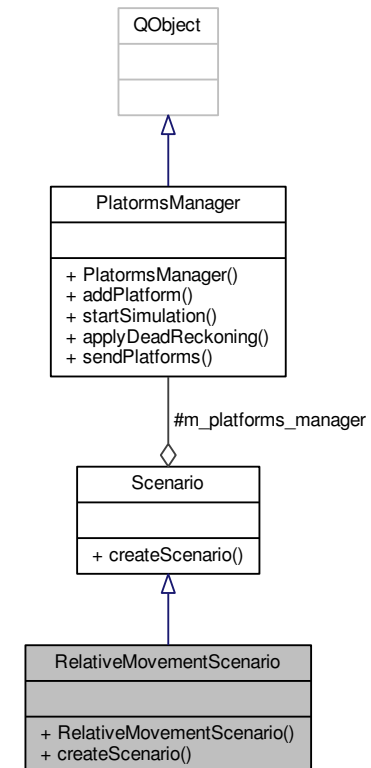 QObject
PlatormsManager
+ PlatormsManager()
+ addPlatform()
+ startSimulation()
+ applyDeadReckoning()
+ sendPlatforms()
#m_platforms_manager
Scenario
+ createScenario()
RelativeMovementScenario
+ RelativeMovementScenario()
+ createScenario()